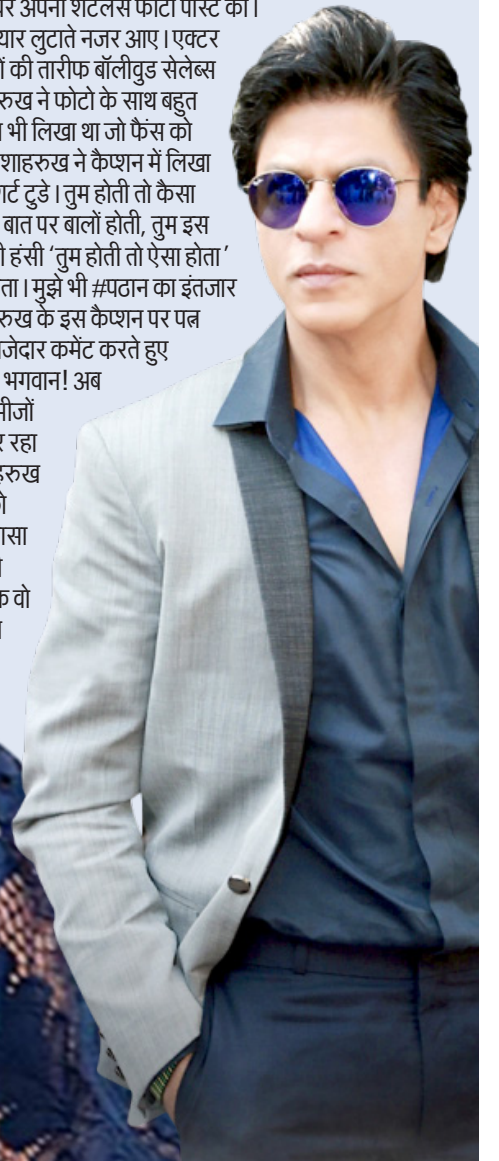 अपना शर्टलेस फोटो पोस्ट की।
लुटाते नजर आए। एक्टर
की तारीफ बॉलीवुड सेलेब्स
ने फोटो के साथ बहुत
भी लिखा था जो फैंस को
शाहरुख ने कैप्शन में लिखा
टुडे। तुम होती तो कैसा
बात पर बालों होती, तुम इस
हंसी ‘तुम होती तो ऐसा होता’
। मुझे भी #पठान का इंतजार
के इस कैप्शन पर पत्न
कमेंट करते हुए
भगवान! अब
रहा
वो